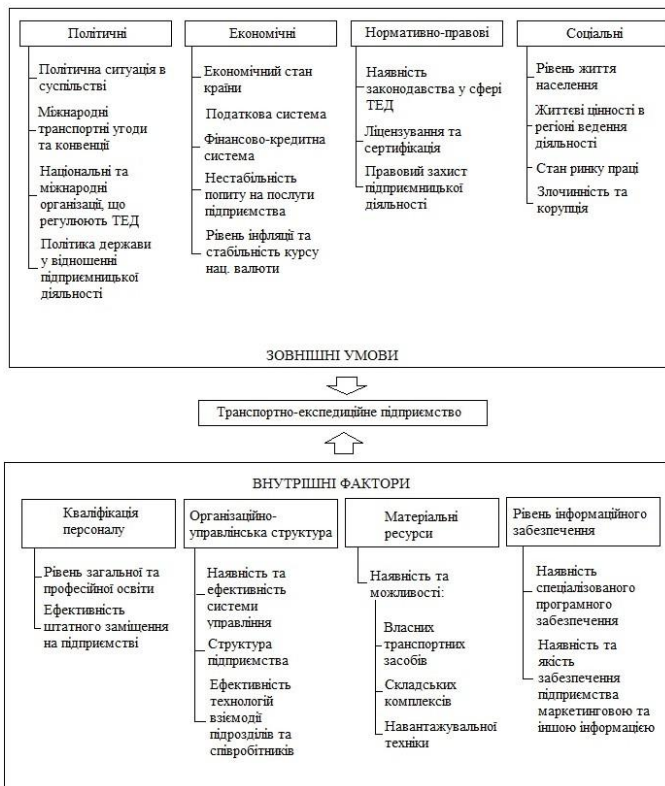 Політичні
Політична ситуація в
суспільстві
Міжнародні
транспортні угоди
та конвенції
Національні та
міжнародні
організації, що
регулюють ТЕД
Політика держави
у відношенні
підприємницької
діяльності
Економічні
Економічний стан
країни
Податкова система
Фінансово-кредитна
система
Нестабільність
попиту на послуги
підприємства
Рівень інфляції та
стабільність курсу
нац. валюти
Нормативно-правові
Наявність
законодавства у сфері
ТЕД
Ліцензування та
сертифікація
Правовий захист
підприємницької
діяльності
Соціальні
Рівень життя
населення
Життєві цінності в
регіоні ведення
діяльності
Стан ринку праці
Злочинність та
корупція
ЗОВНІШНІ УМОВИ
Транспортно-експедиційне підприємство
ВНУТРІШНІ ФАКТОРИ
Кваліфікація
персоналу
Рівень загальної та
професійної освіти
Ефективність
штатного заміщення
на підприємстві
Організаційно-
управлінська структура
Наявність та
ефективність
системи
управління
Структура
підприємства
Ефективність
технологій
взіємодії
підрозділів та
співробітників
Матеріальні
ресурси
Наявність та
можливості:
Власних
транспортних
засобів
Складських
комплексів
Навантажувальної
техніки
Рівень інформаційного
забезпечення
Наявність
спеціалізованого
програмного
забезпечення
Наявність та
якість
забезпечення
підприємства
маркетинговою та
іншою інформацією